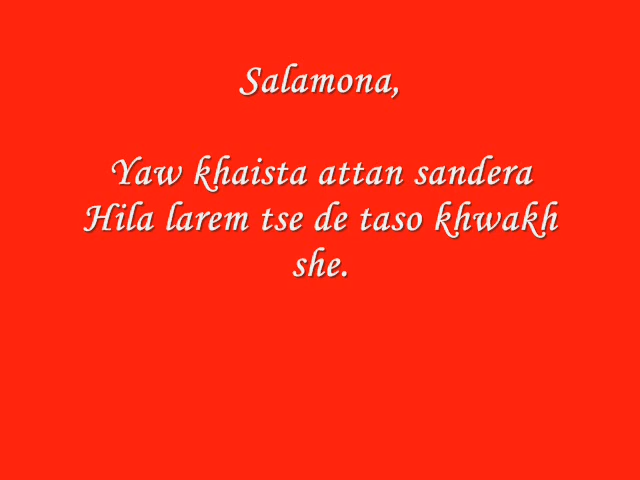 Salamona,
Yaw khaista attan sandera
Hila larem tse de taso khwakh
she.